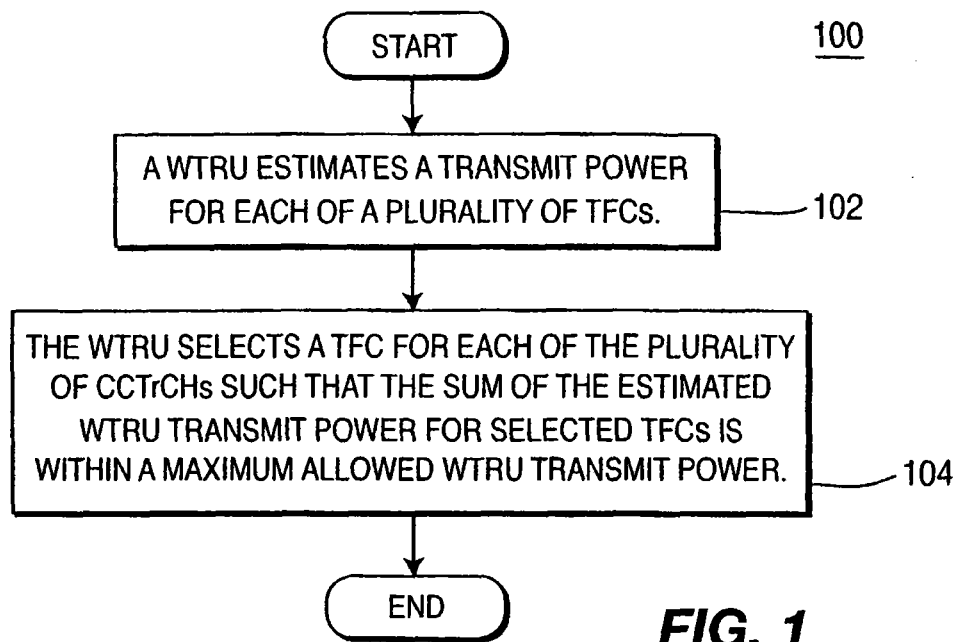 START
100
A WTRU ESTIMATES A TRANSMIT POWER
FOR EACH OF A PLURALITY OF TFCs.
102
THE WTRU SELECTS A TFC FOR EACH OF THE PLURALITY
OF CCTrCHs SUCH THAT THE SUM OF THE ESTIMATED
WTRU TRANSMIT POWER FOR SELECTED TFCs IS
WITHIN A MAXIMUM ALLOWED WTRU TRANSMIT POWER.
104
END
FIG. 1